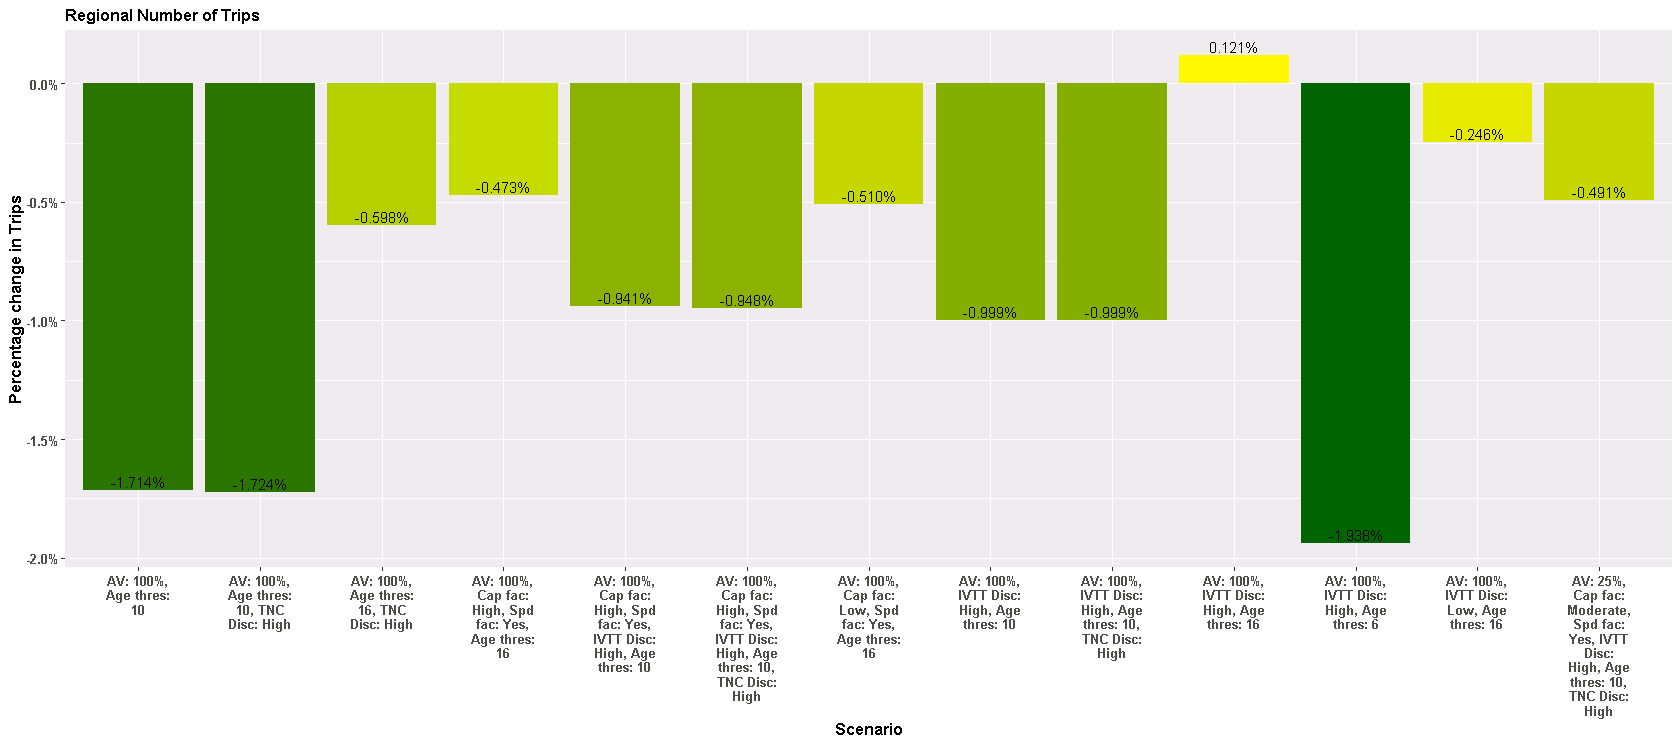 Regional Number of Trips
Percentage change in Trips
0.0%
-0.5%
-1.0%
-1.5%
-2.0%
-1.714%
-1.724%
-0.598%
-0.473%
-0.941%
-0.948%
-0.510%
-0.999%
-0.999%
0.121%
-1.938%
-0.246%
-0.491%
AV: 100%,
Age thres:
10
AV: 100%,
Age thres:
10, TNC
Disc: High
AV: 100%,
Age thres:
16, TNC
Disc: High
AV: 100%,
Cap fac:
High, Spd
fac: Yes,
Age thres:
16
AV: 100%,
Cap fac:
High, Spd
fac: Yes,
IVTT Disc:
High, Age
thres: 10
AV: 100%,
Cap fac:
High, Spd
fac: Yes,
IVTT Disc:
High, Age
thres: 10,
TNC Disc:
High
AV: 100%,
Cap fac:
Low, Spd
fac: Yes,
Age thres:
16
AV: 100%,
IVTT Disc:
High, Age
thres: 10
AV: 100%,
IVTT Disc:
High, Age
thres: 10,
TNC Disc:
High
AV: 100%,
IVTT Disc:
High, Age
thres: 16
AV: 100%,
IVTT Disc:
High, Age
thres: 6
AV: 100%,
IVTT Disc:
Low, Age
thres: 16
AV: 25%,
Cap fac:
Moderate,
Spd fac:
Yes, IVTT
Disc:
High, Age
thres: 10,
TNC Disc:
High
Scenario